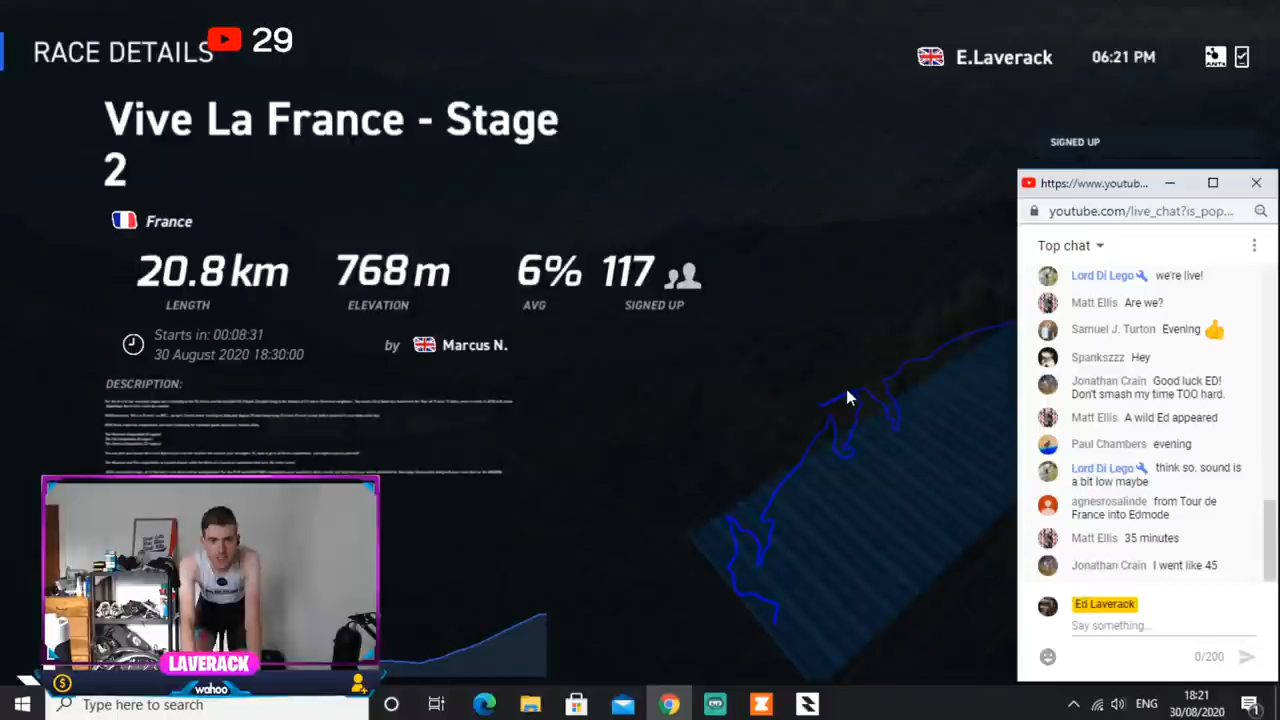 RACE DETAILS
29
E.Laverack
06:21 PM
ANT+
Vive La France - Stage
2
SIGNED UP
France
20.8 km
768 m
6%
117
LENGTH
ELEVATION
AVG
SIGNED UP
Starts in: 00:08:31
30 August 2020 18:30:00
by
Marcus N.
DESCRIPTION:
https://www.youtub...
youtube.com/live_chat?is_pop...
Top chat
Lord Di Lego we're live!
Matt Ellis Are we?
Samuel J. Turton Evening
Spankszzz Hey
Jonathan Crain Good luck ED!
Don't smash my time TOO hard.
Matt Ellis A wild Ed appeared
Paul Chambers evening
Lord Di Lego think so. sound is
a bit low maybe
agnesrosalinde from Tour de
France into Edmode
Matt Ellis 35 minutes
Jonathan Crain I went like 45
Ed Laverack
Say something...
0/200
LAVERACK
wahoo
Type here to search
ENG
18:21
30/08/2020
1